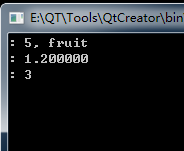 E:\QT\Tools\QtCreator\bin
: 5, fruit
: 1.200000
: 3